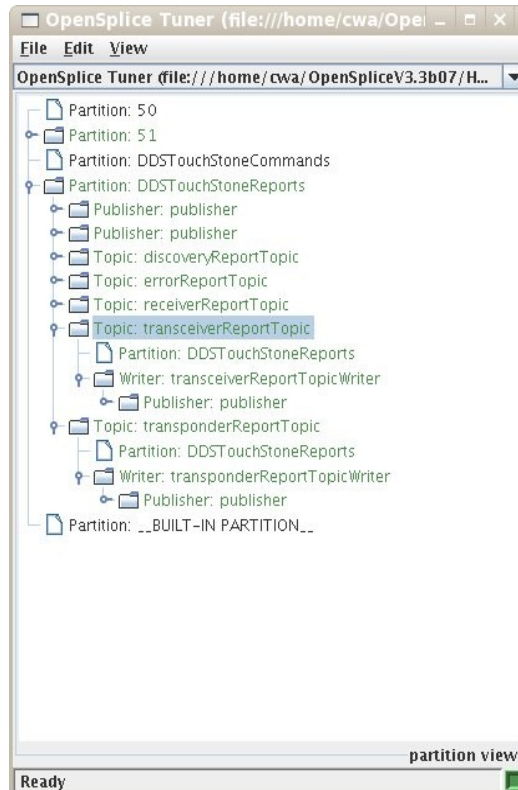 OpenSplice Tuner (file:///home/cwa/Ope
File Edit View
OpenSplice Tuner (file:///home/cwa/OpenSpliceV3.3b07/H...
Partition: 50
Partition: 51
Partition: DDSTouchStoneCommands
Partition: DDSTouchStoneReports
Publisher: publisher
Publisher: publisher
Topic: discoveryReportTopic
Topic: errorReportTopic
Topic: receiverReportTopic
Topic: transceiverReportTopic
Partition: DDSTouchStoneReports
Writer: transceiverReportTopicWriter
Publisher: publisher
Topic: transponderReportTopic
Partition: DDSTouchStoneReports
Writer: transponderReportTopicWriter
Publisher: publisher
Partition: __BUILT-IN PARTITION__
partition view
Ready